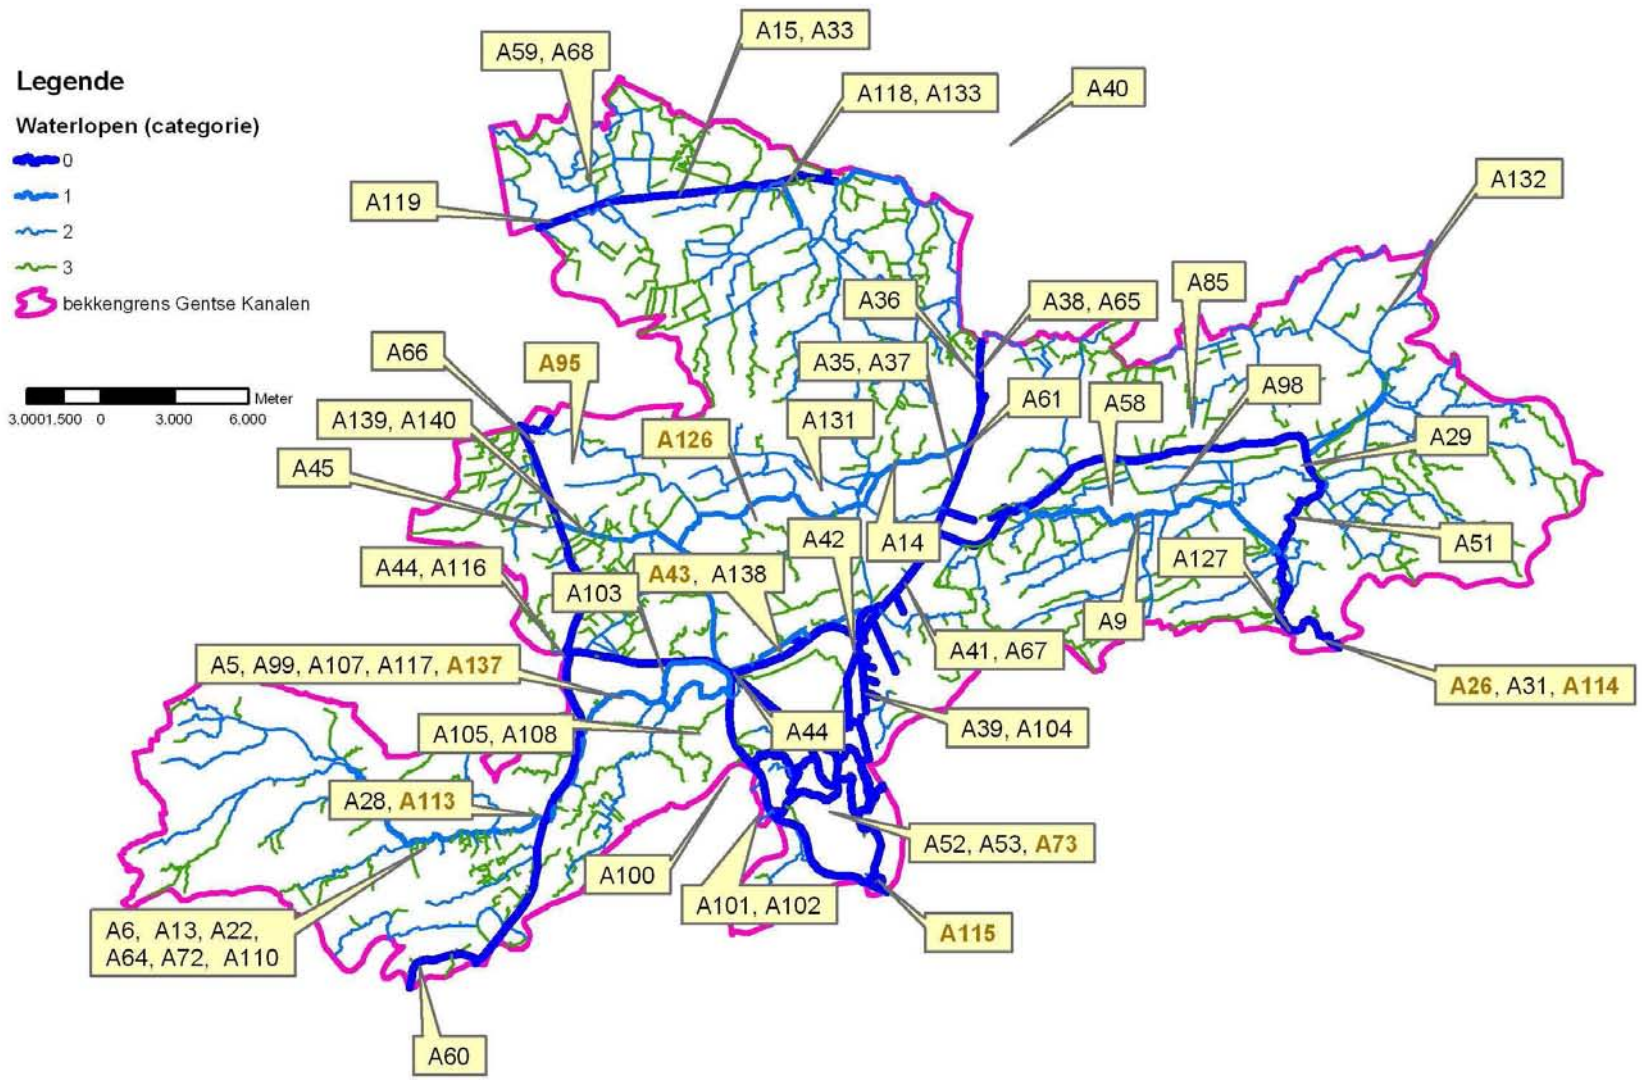 Legende
Waterlopen (categorie)
0
1
2
3
bekkengrens Gentse Kanalen
Meter
3.0001.500 0 3.000 6.000
A15, A33
A59, A68
A118, A133
A40
A132
A119
A85
A36
A38, A65
A66
A95
A35, A37
A61
A58
A98
A139, A140
A126
A131
A29
A45
A42
A14
A51
A44, A116
A103
A43, A138
A127
A9
A41, A67
A5, A99, A107, A117, A137
A26, A31, A114
A105, A108
A44
A39, A104
A28, A113
A52, A53, A73
A100
A101, A102
A115
A6, A13, A22,
A64, A72, A110
A60